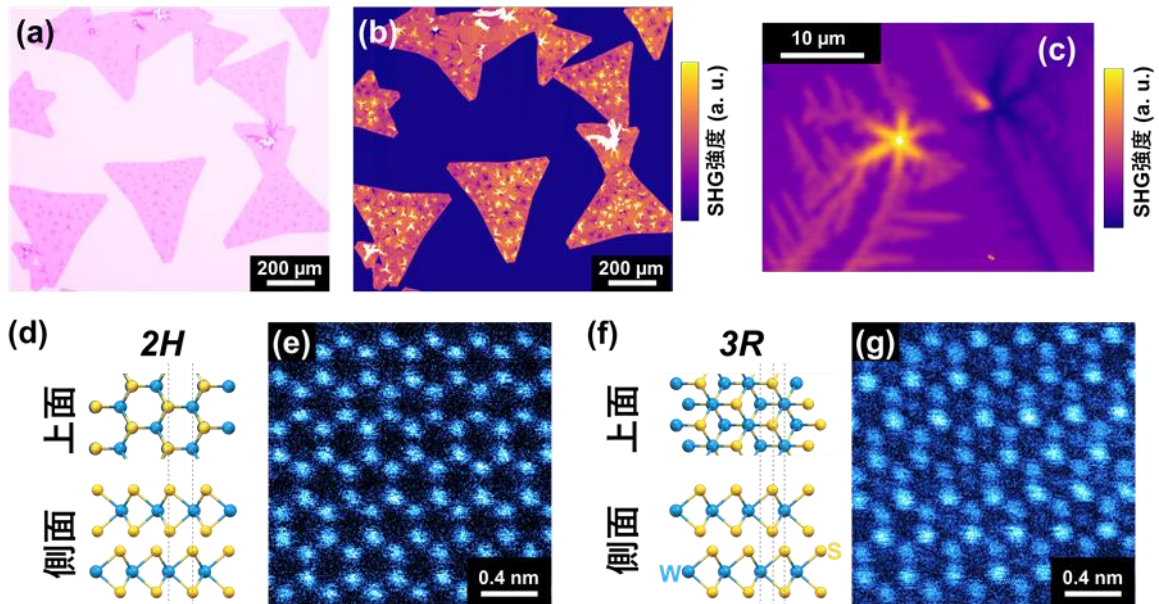 (a)
200 μm
(b)
200 μm
SHG強度 (a. u.)
10 μm
(c)
SHG強度 (a. u.)
(d)
2H
上面
側面
(e)
0.4 nm
(f)
3R
上面
側面
S
W
(g)
0.4 nm